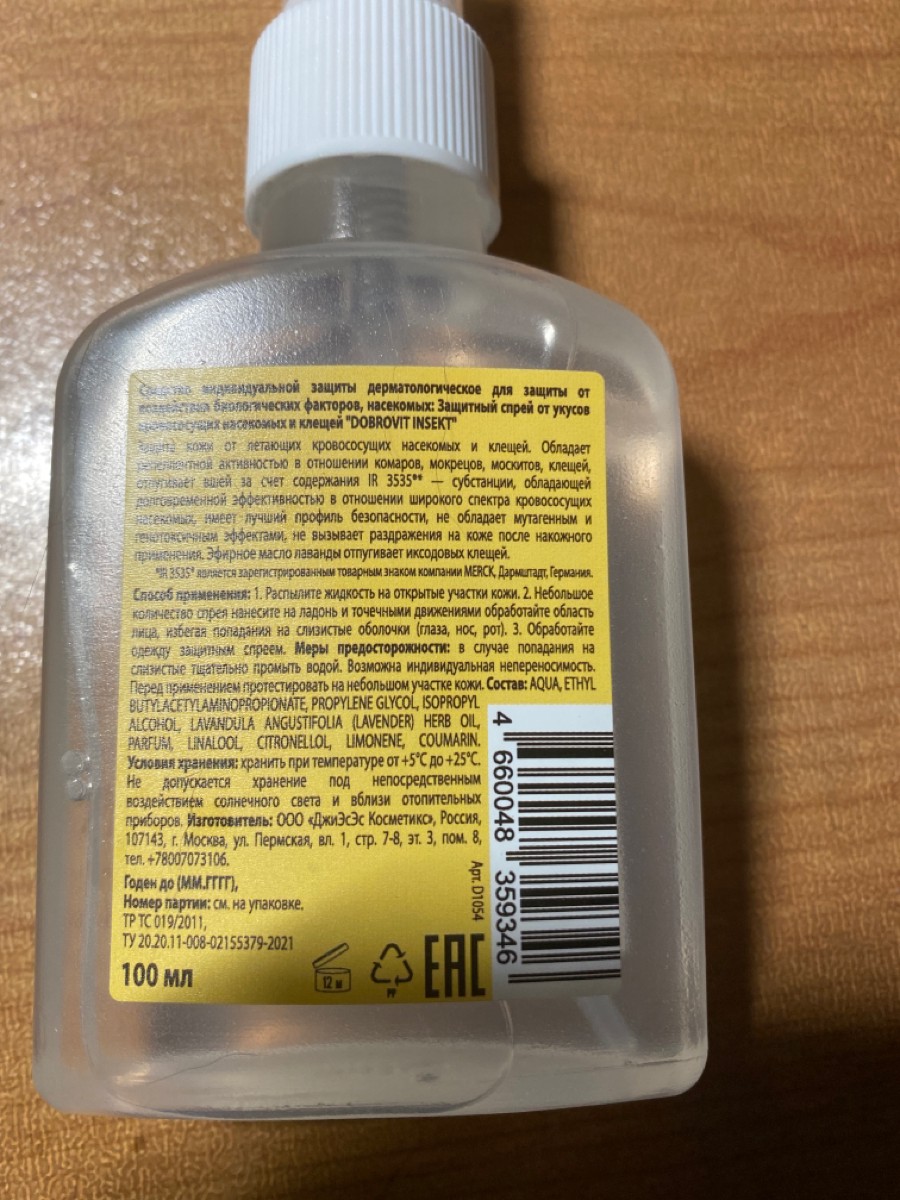 Средство индивидуальной защиты дерматологическое для защиты от
воздействия биологических факторов, насекомых: Защитный спрей от укусов
кровососущих насекомых и клещей "DOBROVIT INSEKT"
Защита кожи от летающих кровососущих насекомых и клещей. Обладает
репеллентной активностью в отношении комаров, мокрецов, москитов, клещей,
отпугивает вшей за счет содержания IR 3535®* — субстанции, обладающей
долговременной эффективностью в отношении широкого спектра кровососущих
насекомых, имеет лучший профиль безопасности, не обладает мутагенным и
генотоксичным эффектами, не вызывает раздражения на коже после накожного
применения. Эфирное масло лаванды отпугивает иксодовых клещей.
*IR 3535® является зарегистрированным товарным знаком компании MERCK, Дармштадт, Германия.
Способ применения: 1. Распылите жидкость на открытые участки кожи. 2. Небольшое
количество спрея нанесите на ладонь и точечными движениями обработайте область
лица, избегая попадания на слизистые оболочки (глаза, нос, рот). 3. Обработайте
одежду защитным спреем. Меры предосторожности: в случае попадания на
слизистые тщательно промыть водой. Возможна индивидуальная непереносимость.
Перед применением протестировать на небольшом участке кожи. Состав: AQUA, ETHYL
BUTYLACETYLAMINOPROPIONATE, PROPYLENE GLYCOL, ISOPROPYL
ALCOHOL, LAVANDULA ANGUSTIFOLIA (LAVENDER) HERB OIL,
PARFUM, LINALOOL, CITRONELLOL, LIMONENE, COUMARIN.
Условия хранения: хранить при температуре от +5°С до +25°С.
Не допускается хранение под непосредственным
воздействием солнечного света и вблизи отопительных
приборов. Изготовитель: ООО «ДжиЭсЭс Косметикс», Россия,
107143, г. Москва, ул. Пермская, вл. 1, стр. 7-8, эт. 3, пом. 8,
тел. +78007073106.
Годен до (ММ.ГГГГ),
Номер партии: см. на упаковке.
ТР ТС 019/2011,
ТУ 20.20.11-008-02155379-2021
100 мл
12 м
PP
EAC
Арт. D1054
4 660048 359346